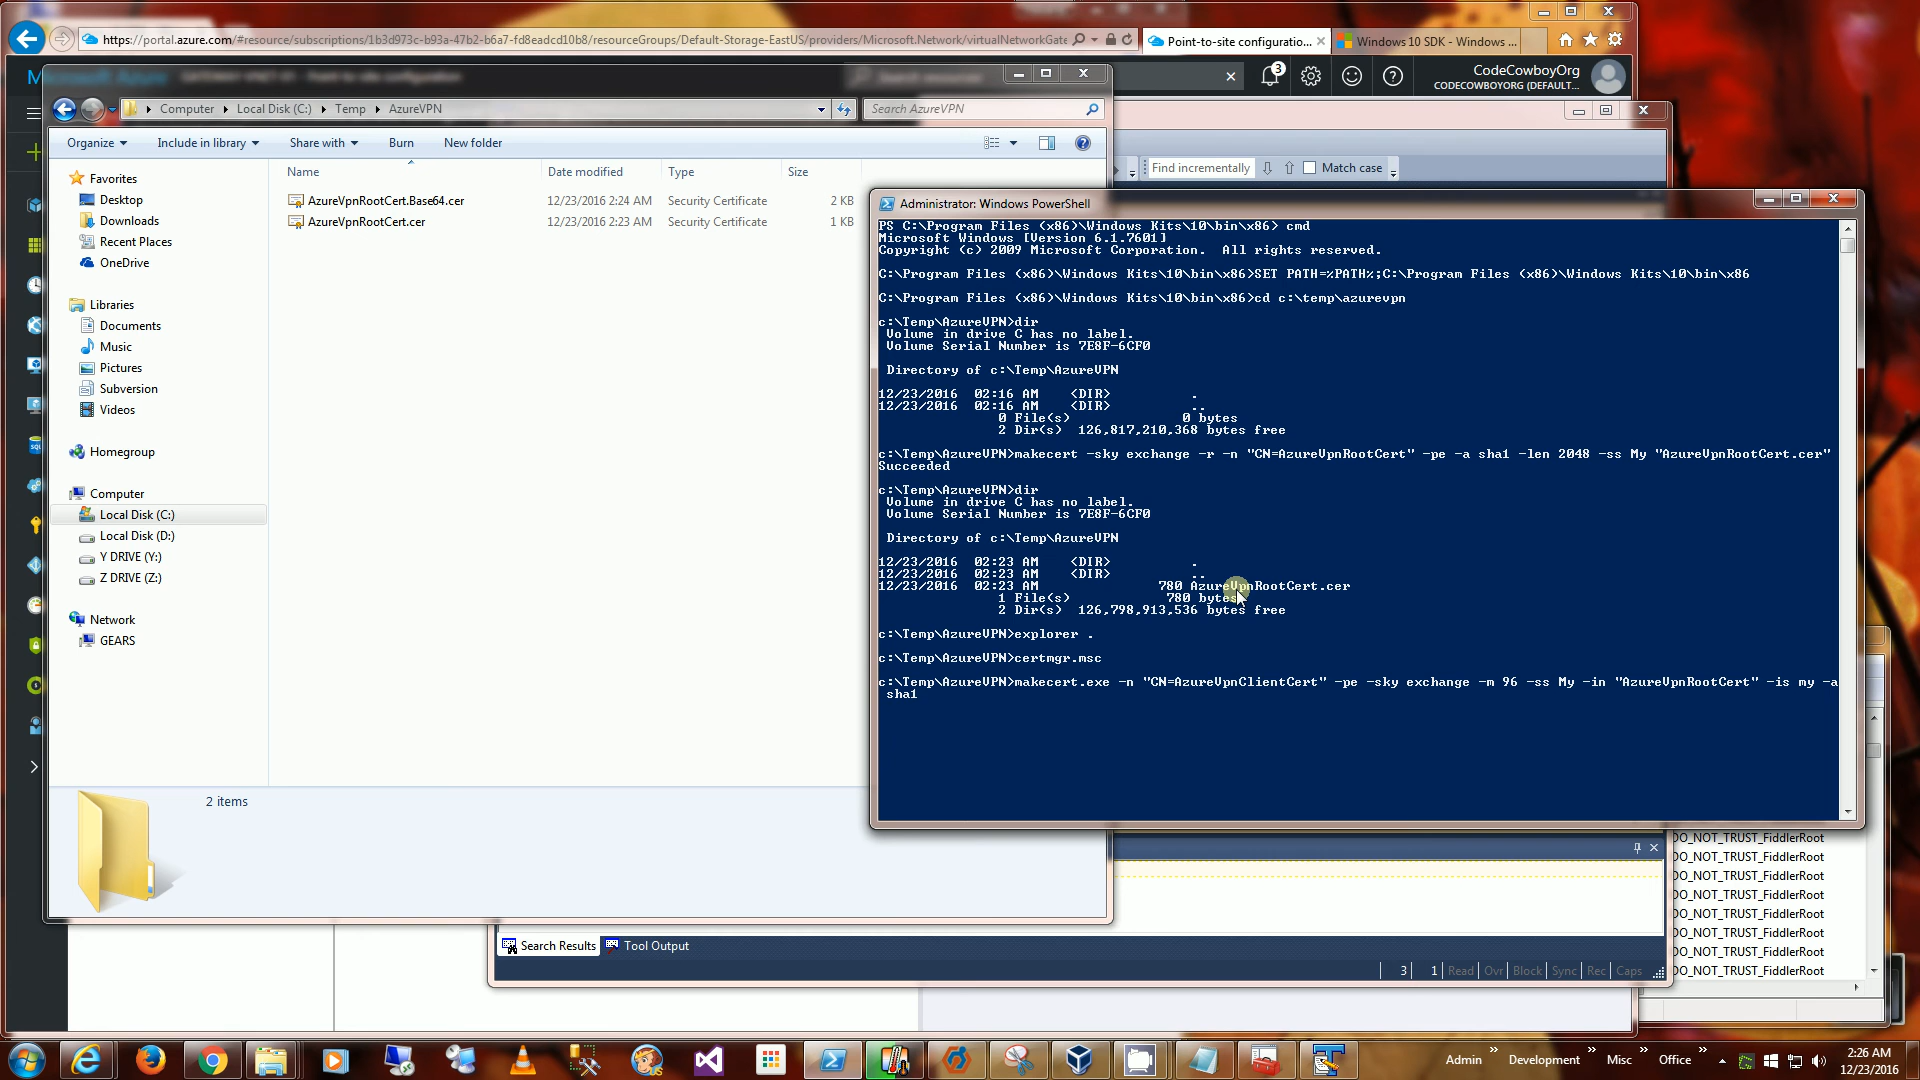 https://portal.azure.com/#resource/subscriptions/1b3d973c-b93a-47b2-b6a7-fd8eadcd10b8/resourceGroups/Default-Storage-EastUS/providers/Microsoft.Network/virtualNetworkGate
Point-to-site configuratio...
Windows 10 SDK - Windows ...
3
CodeCowboyOrg
CODECOWBOYORG (DEFAULT...
Computer
Local Disk (C:)
Temp
AzureVPN
Search AzureVPN
Organize
Include in library
Share with
Burn
New folder
Find incrementally
Match case
Name
Date modified
Type
Size
AzureVpnRootCert.Base64.cer
12/23/2016 2:24 AM
Security Certificate
2 KB
AzureVpnRootCert.cer
12/23/2016 2:23 AM
Security Certificate
1 KB
Favorites
Desktop
Downloads
Recent Places
OneDrive
Libraries
Documents
Music
Pictures
Subversion
Videos
Homegroup
Computer
Local Disk (C:)
Local Disk (D:)
Y DRIVE (Y:)
Z DRIVE (Z:)
Network
GEARS
2 items
Administrator: Windows PowerShell
PS C:\Program Files (x86)\Windows Kits\10\bin\x86> cmd
Microsoft Windows [Version 6.1.7601]
Copyright (c) 2009 Microsoft Corporation.  All rights reserved.
C:\Program Files (x86)\Windows Kits\10\bin\x86>SET PATH=%PATH%;C:\Program Files (x86)\Windows Kits\10\bin\x86
C:\Program Files (x86)\Windows Kits\10\bin\x86>cd c:\temp\azurevpn
c:\Temp\AzureVPN>dir
Volume in drive C has no label.
Volume Serial Number is 7E8F-6CF0
Directory of c:\Temp\AzureVPN
12/23/2016  02:16 AM    <DIR>          .
12/23/2016  02:16 AM    <DIR>          ..
0 File(s)              0 bytes
2 Dir(s)  126,817,210,368 bytes free
c:\Temp\AzureVPN>makecert -sky exchange -r -n "CN=AzureVpnRootCert" -pe -a sha1 -len 2048 -ss My "AzureVpnRootCert.cer"
Succeeded
c:\Temp\AzureVPN>dir
Volume in drive C has no label.
Volume Serial Number is 7E8F-6CF0
Directory of c:\Temp\AzureVPN
12/23/2016  02:23 AM    <DIR>          .
12/23/2016  02:23 AM    <DIR>          ..
12/23/2016  02:23 AM               780 AzureVpnRootCert.cer
1 File(s)            780 bytes
2 Dir(s)  126,798,913,536 bytes free
c:\Temp\AzureVPN>explorer .
c:\Temp\AzureVPN>certmgr.msc
c:\Temp\AzureVPN>makecert.exe -n "CN=AzureVpnClientCert" -pe -sky exchange -m 96 -ss My -in "AzureVpnRootCert" -is my -a
sha1
DO_NOT_TRUST_FiddlerRoot
DO_NOT_TRUST_FiddlerRoot
DO_NOT_TRUST_FiddlerRoot
DO_NOT_TRUST_FiddlerRoot
DO_NOT_TRUST_FiddlerRoot
DO_NOT_TRUST_FiddlerRoot
DO_NOT_TRUST_FiddlerRoot
DO_NOT_TRUST_FiddlerRoot
Search Results
Tool Output
3
1
Read
Ovr
Block
Sync
Rec
Caps
Admin
Development
Misc
Office
2:26 AM
12/23/2016